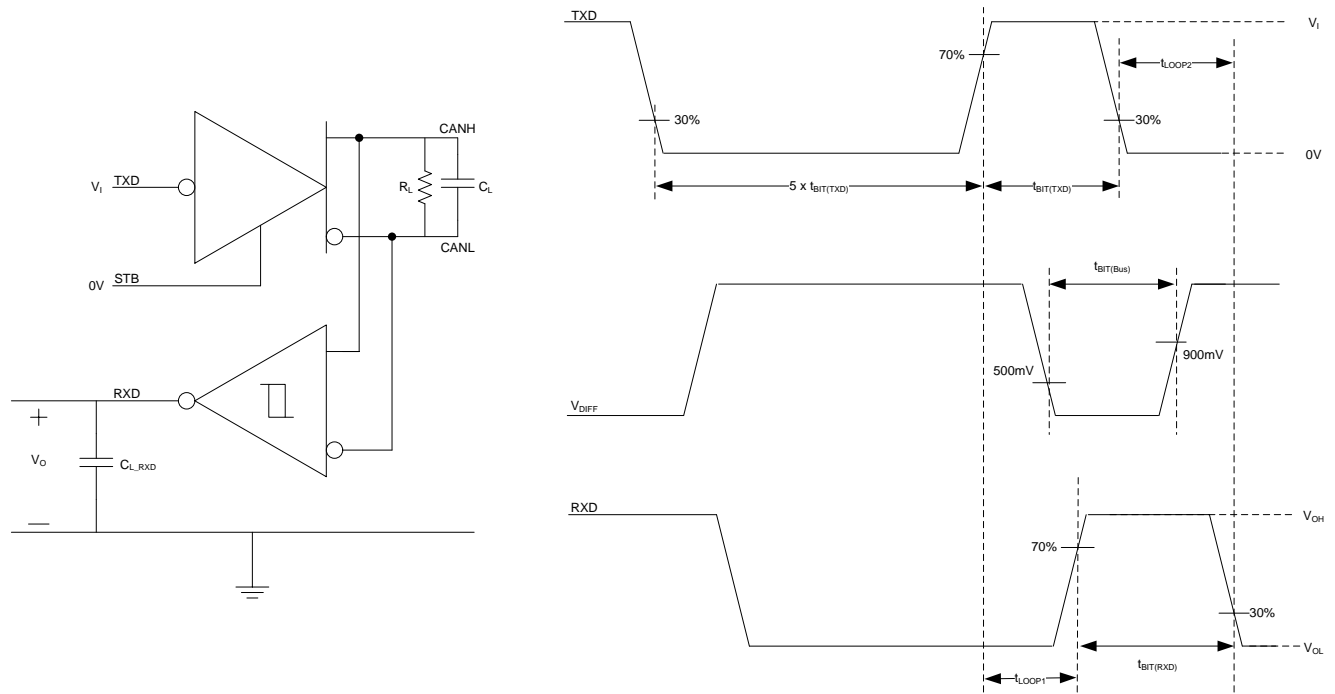 V_I TXD
0V STB
CANH
R_L
C_L
CANL
RXD
+
V_O
C_L_RXD
—
TXD
V_I
70%
t_LOOP2
30%
30%
0V
5 x t_BIT(TXD)
t_BIT(TXD)
t_BIT(Bus)
900mV
500mV
V_DIFF
RXD
V_OH
70%
30%
V_OL
t_BIT(RXD)
t_LOOP1